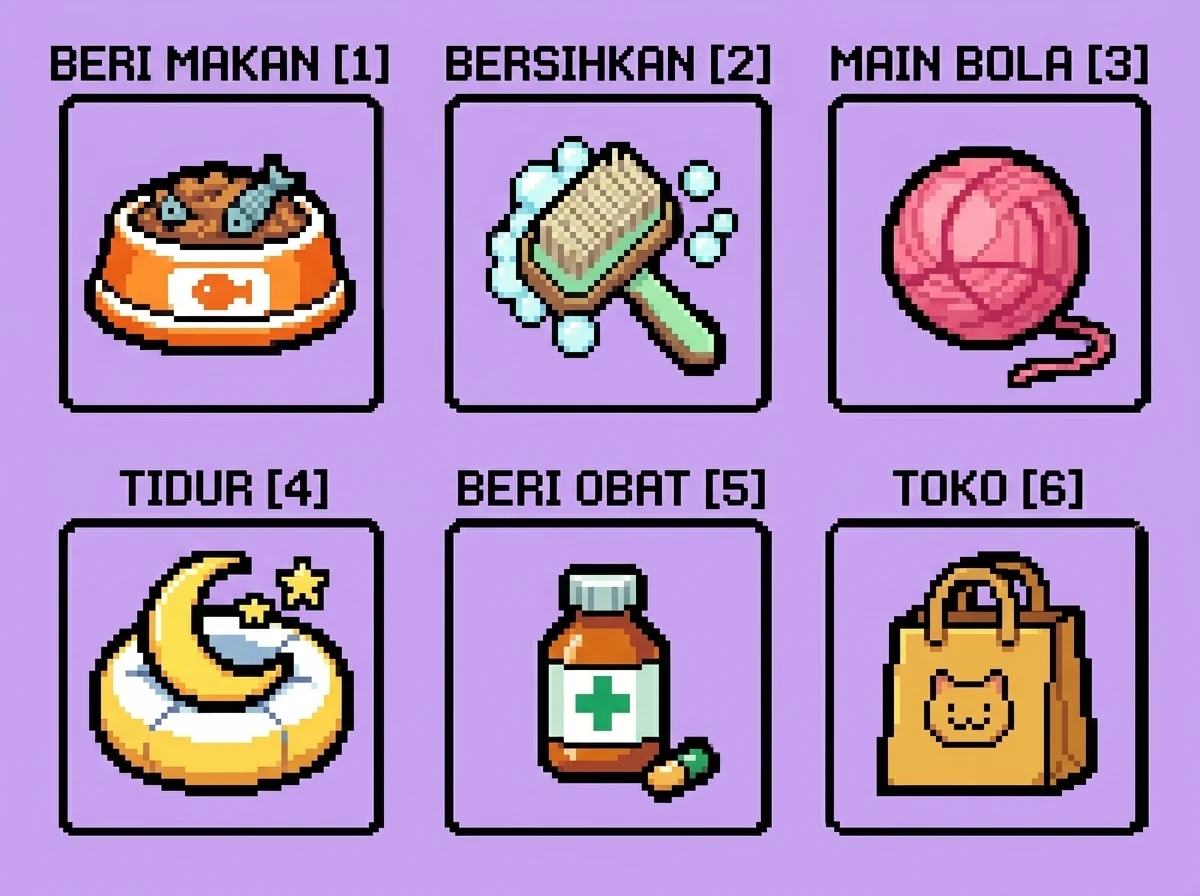 BERI MAKAN [1]
BERSIHKAN [2]
MAIN BOLA [3]
TIDUR [4]
BERI OBAT [5]
TOKO [6]